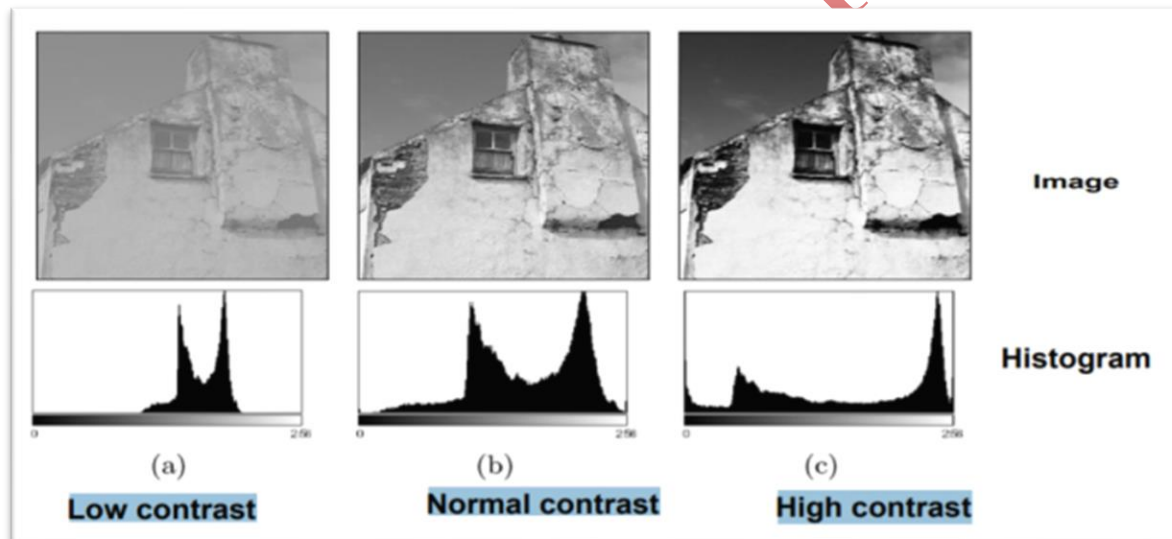 Image
Histogram
0 256
0 256
0 256
(a) (b) (c)
Low contrast Normal contrast High contrast